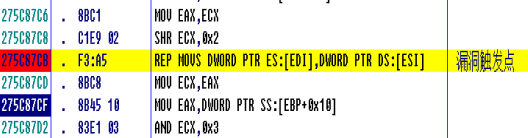 275C87C6 . 8BC1 MOV EAX,ECX
275C87C8 . C1E9 02 SHR ECX,0x2
275C87CB . F3:A5 REP MOVS DWORD PTR ES:[EDI],DWORD PTR DS:[ESI] 漏洞触发点
275C87CD . 8BC8 MOV ECX,EAX
275C87CF . 8B45 10 MOV EAX,DWORD PTR SS:[EBP+0x10]
275C87D2 . 83E1 03 AND ECX,0x3